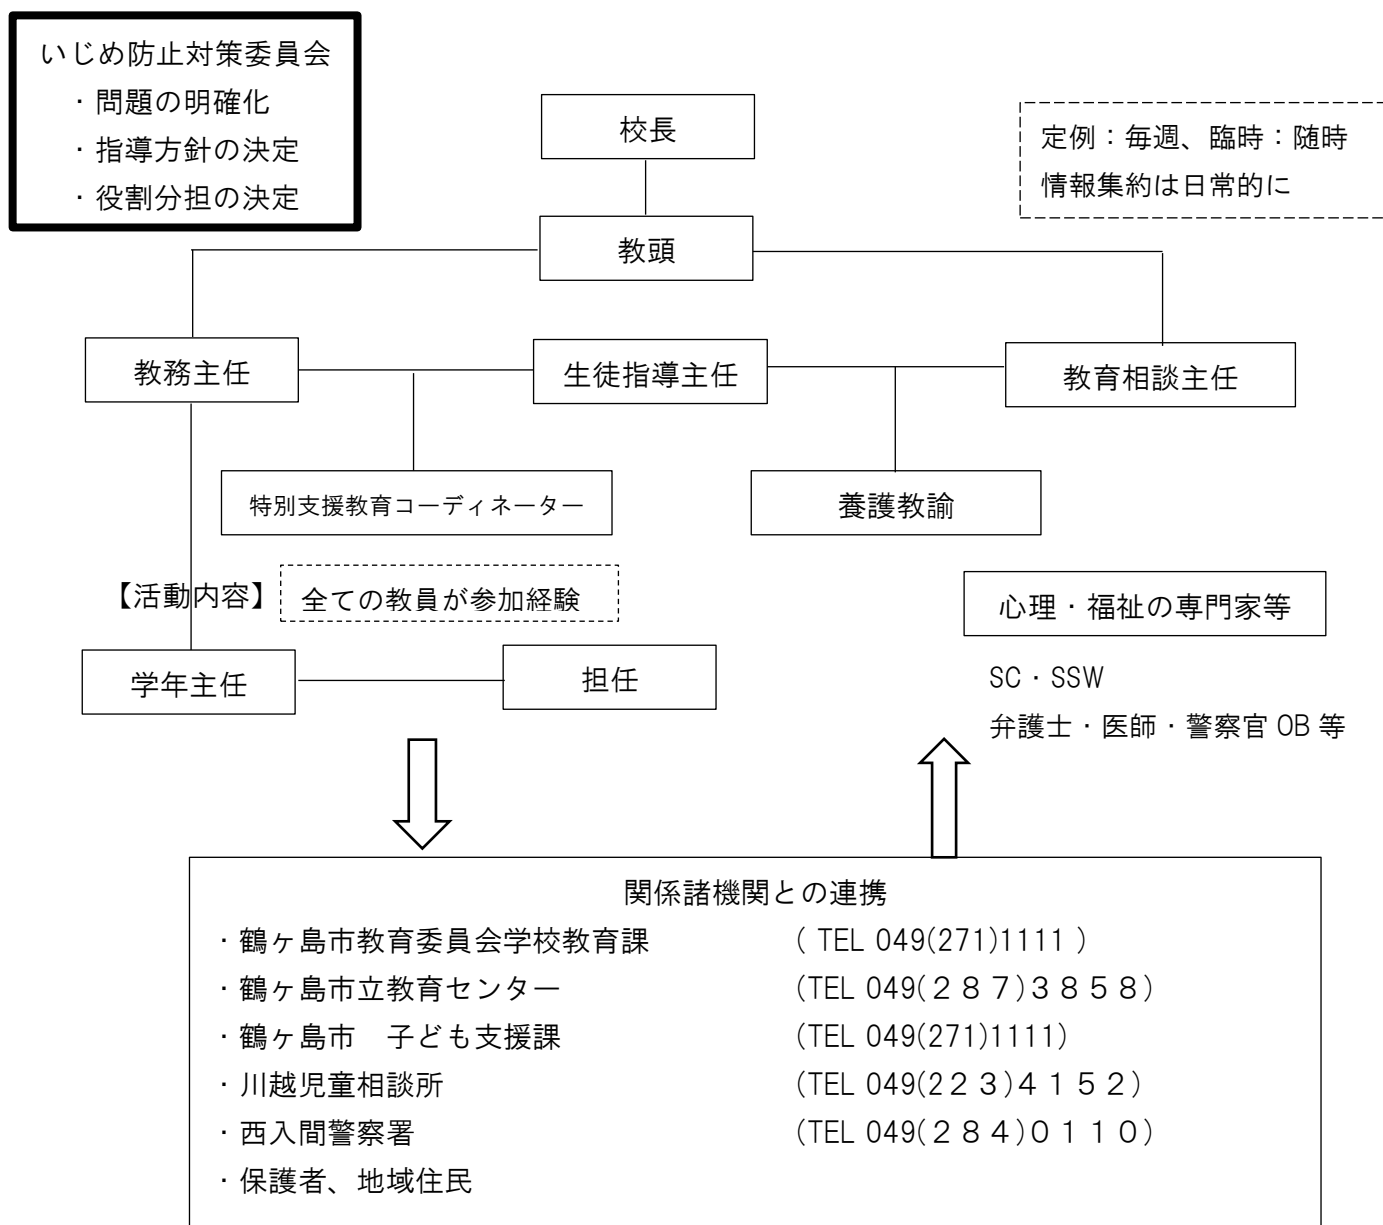 いじめ防止対策委員会
・問題の明確化
・指導方針の決定
・役割分担の決定
校長
定例：毎週、臨時：随時
情報集約は日常的に
教頭
教務主任
生徒指導主任
教育相談主任
特別支援教育コーディネーター
養護教諭
【活動内容】
全ての教員が参加経験
心理・福祉の専門家等
学年主任
担任
SC・SSW
弁護士・医師・警察官 OB 等
関係諸機関との連携
・鶴ヶ島市教育委員会学校教育課 （ TEL 049(271)1111 ）
・鶴ヶ島市立教育センター （TEL 049(２８７)３８５８）
・鶴ヶ島市　子ども支援課 （TEL 049(271)1111）
・川越児童相談所 （TEL 049(２２３)４１５２）
・西入間警察署 （TEL 049(２８４)０１１０）
・保護者、地域住民